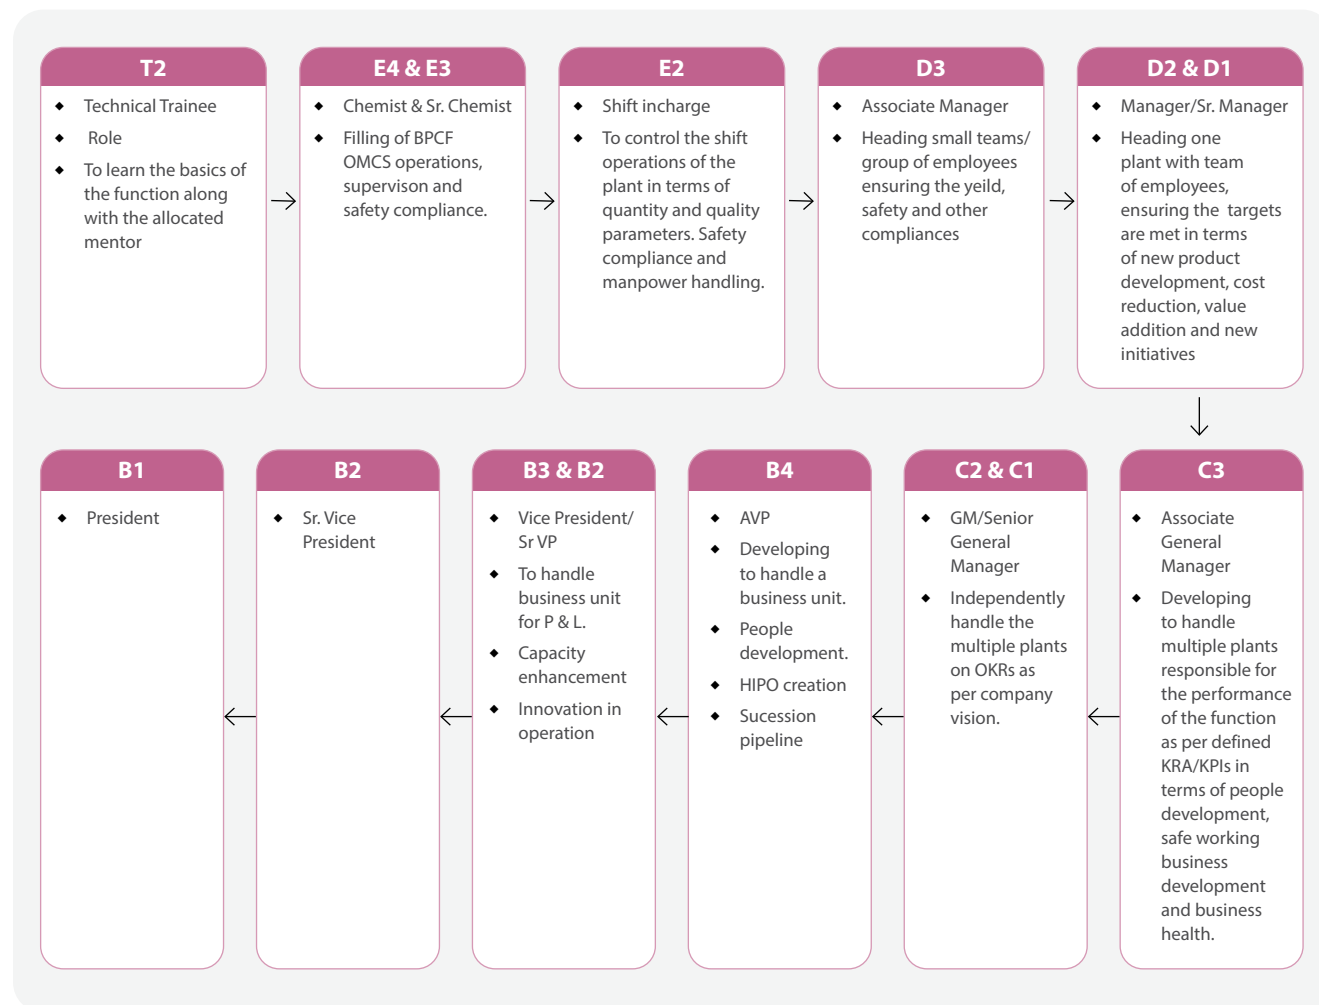 T2
◆ Technical Trainee
◆ Role
◆ To learn the basics of
the function along
with the allocated
mentor
E4 & E3
◆ Chemist & Sr. Chemist
◆ Filling of BPCF
OMCS operations,
supervison and
safety compliance.
E2
◆ Shift incharge
◆ To control the shift
operations of the
plant in terms of
quantity and quality
parameters. Safety
compliance and
manpower handling.
D3
◆ Associate Manager
◆ Heading small teams/
group of employees
ensuring the yeild,
safety and other
compliances
D2 & D1
◆ Manager/Sr. Manager
◆ Heading one
plant with team
of employees,
ensuring the targets
are met in terms
of new product
development, cost
reduction, value
addition and new
initiatives
C3
◆ Associate
General
Manager
◆ Developing
to handle
multiple plants
responsible for
the performance
of the function
as per defined
KRA/KPIs in
terms of people
development,
safe working
business
development
and business
health.
C2 & C1
◆ GM/Senior
General
Manager
◆ Independently
handle the
multiple plants
on OKRs as
per company
vision.
B4
◆ AVP
◆ Developing
to handle a
business unit.
◆ People
development.
◆ HIPO creation
◆ Sucession
pipeline
B3 & B2
◆ Vice President/
Sr VP
◆ To handle
business unit
for P & L.
◆ Capacity
enhancement
◆ Innovation in
operation
B2
◆ Sr. Vice
President
B1
◆ President